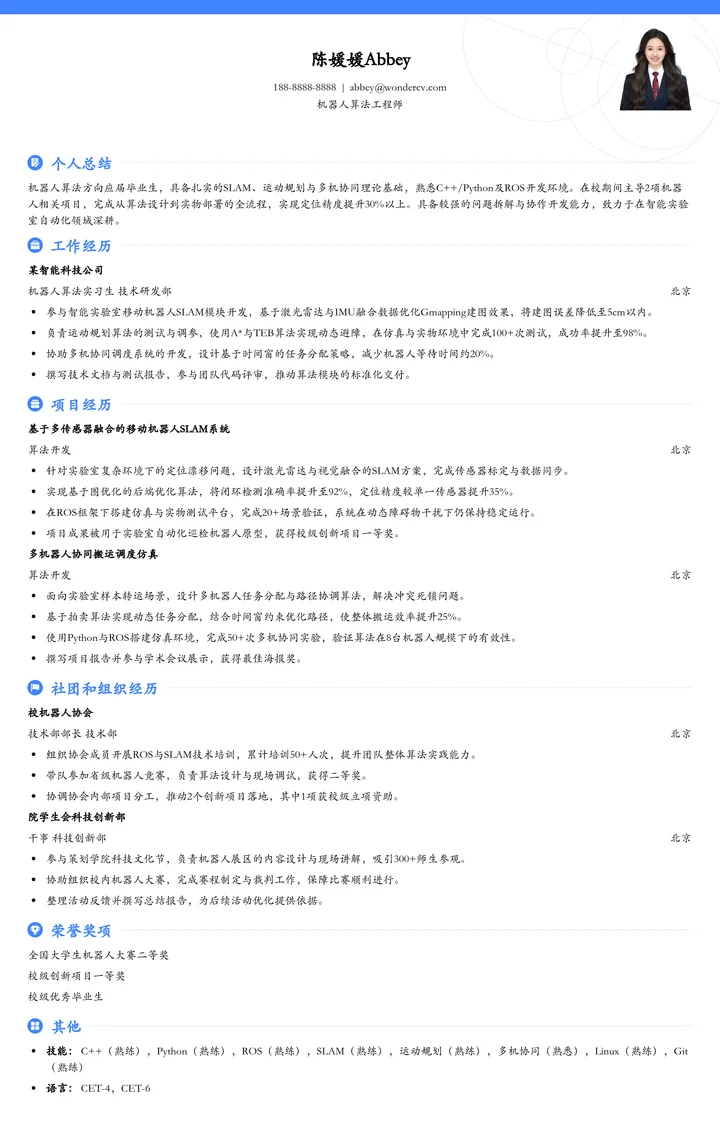 陈媛媛Abbey
188-8888-8888 | abbey@wondercv.com
机器人算法工程师
个人总结
机器人算法方向应届毕业生，具备扎实的SLAM、运动规划与多机协同理论基础，熟悉C++/Python及ROS开发环境。在校期间主导2项机器
人相关项目，完成从算法设计到实物部署的全流程，实现定位精度提升30%以上。具备较强的问题拆解与协作开发能力，致力于在智能实验
室自动化领域深耕。
工作经历
某智能科技公司
机器人算法实习生 技术研发部 北京
• 参与智能实验室移动机器人SLAM模块开发，基于激光雷达与IMU融合数据优化Gmapping建图效果，将建图误差降低至5cm以内。
• 负责运动规划算法的测试与调参，使用A*与TEB算法实现动态避障，在仿真与实物环境中完成100+次测试，成功率提升至98%。
• 协助多机协同调度系统的开发，设计基于时间窗的任务分配策略，减少机器人等待时间约20%。
• 撰写技术文档与测试报告，参与团队代码评审，推动算法模块的标准化交付。
项目经历
基于多传感器融合的移动机器人SLAM系统
算法开发 北京
• 针对实验室复杂环境下的定位漂移问题，设计激光雷达与视觉融合的SLAM方案，完成传感器标定与数据同步。
• 实现基于图优化的后端优化算法，将闭环检测准确率提升至92%，定位精度较单一传感器提升35%。
• 在ROS框架下搭建仿真与实物测试平台，完成20+场景验证，系统在动态障碍物干扰下仍保持稳定运行。
• 项目成果被用于实验室自动化巡检机器人原型，获得校级创新项目一等奖。
多机器人协同搬运调度仿真
算法开发 北京
• 面向实验室样本转运场景，设计多机器人任务分配与路径协调算法，解决冲突死锁问题。
• 基于拍卖算法实现动态任务分配，结合时间窗约束优化路径，使整体搬运效率提升25%。
• 使用Python与ROS搭建仿真环境，完成50+次多机协同实验，验证算法在8台机器人规模下的有效性。
• 撰写项目报告并参与学术会议展示，获得最佳海报奖。
社团和组织经历
校机器人协会
技术部部长 技术部 北京
• 组织协会成员开展ROS与SLAM技术培训，累计培训50+人次，提升团队整体算法实践能力。
• 带队参加省级机器人竞赛，负责算法设计与现场调试，获得二等奖。
• 协调协会内部项目分工，推动2个创新项目落地，其中1项获校级立项资助。
院学生会科技创新部
干事 科技创新部 北京
• 参与策划学院科技文化节，负责机器人展区的内容设计与现场讲解，吸引300+师生参观。
• 协助组织校内机器人大赛，完成赛程制定与裁判工作，保障比赛顺利进行。
• 整理活动反馈并撰写总结报告，为后续活动优化提供依据。
荣誉奖项
全国大学生机器人大赛二等奖
校级创新项目一等奖
校级优秀毕业生
其他
• 技能： C++（熟练）, Python（熟练）, ROS（熟练）, SLAM（熟练）, 运动规划（熟练）, 多机协同（熟悉）, Linux（熟练）, Git
（熟练）
• 语言： CET-4，CET-6